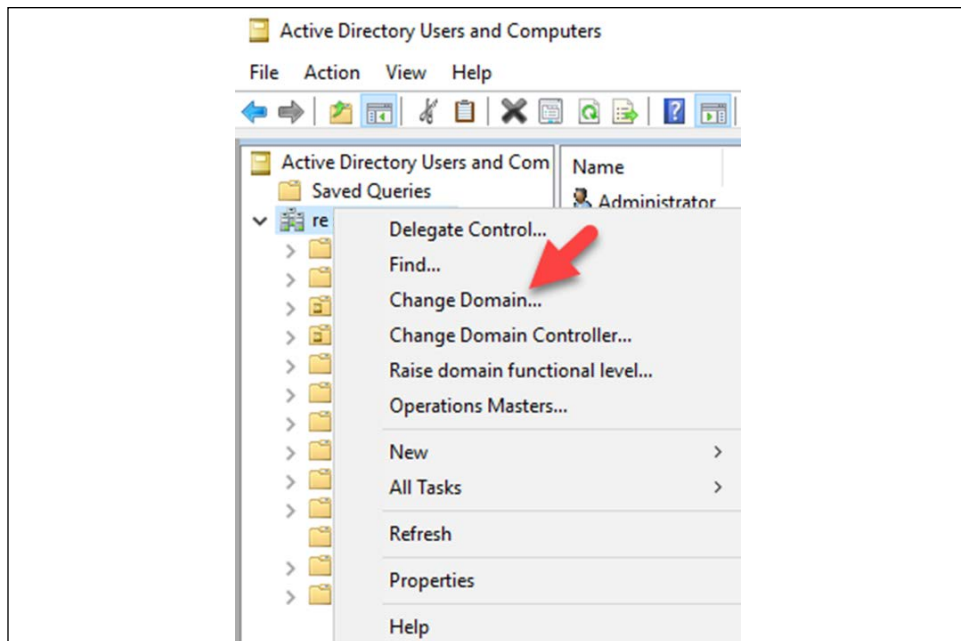 Active Directory Users and Computers
File Action View Help
Active Directory Users and Com
Name
Saved Queries
Administrator
re
Delegate Control...
Find...
Change Domain...
Change Domain Controller...
Raise domain functional level...
Operations Masters...
New
All Tasks
Refresh
Properties
Help